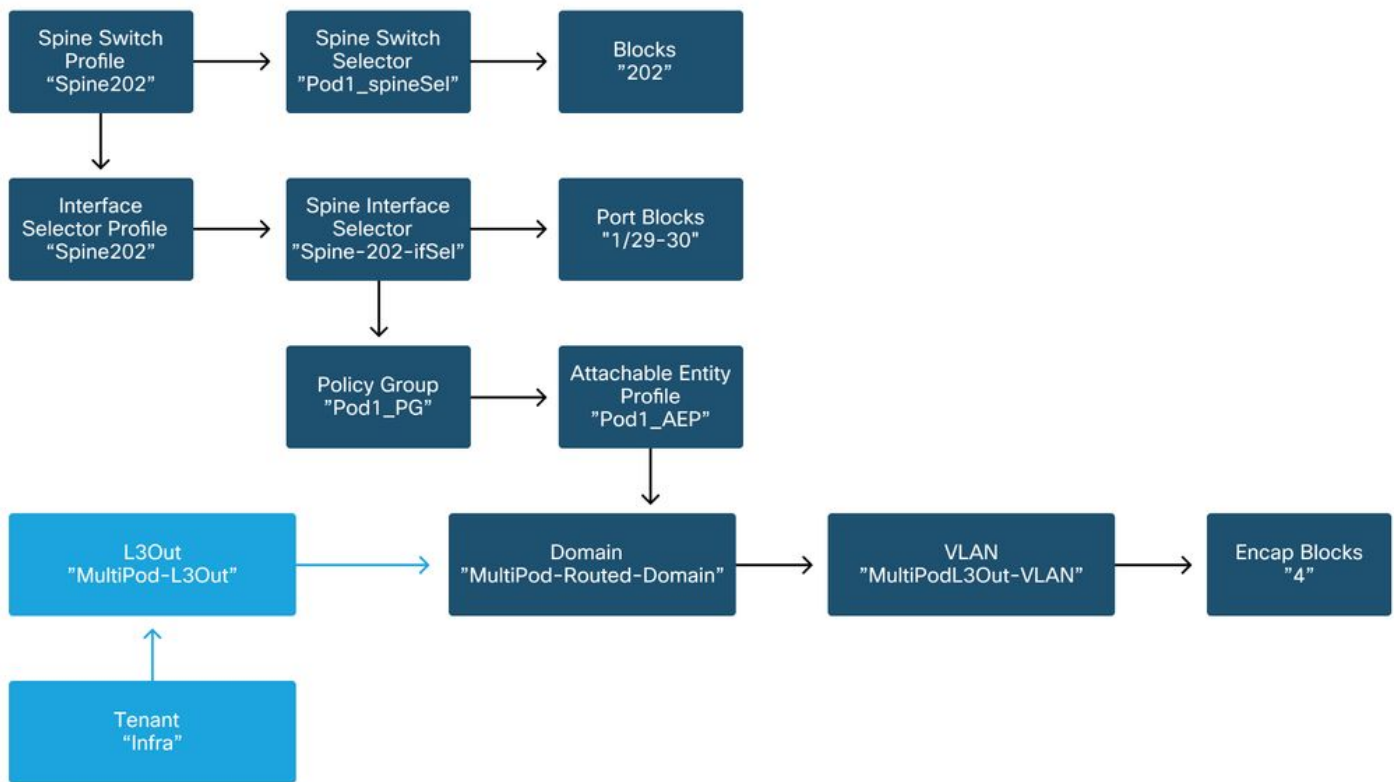 Spine Switch
Profile
“Spine202”
Spine Switch
Selector
”Pod1_spineSel”
Blocks
”202”
Interface
Selector Profile
“Spine202”
Spine Interface
Selector
”Spine-202-ifSel”
Port Blocks
"1/29-30"
Policy Group
”Pod1_PG”
Attachable Entity
Profile
”Pod1_AEP”
L3Out
”MultiPod-L3Out”
Domain
”MultiPod-Routed-Domain”
VLAN
”MultiPodL3Out-VLAN”
Encap Blocks
”4”
Tenant
“Infra”